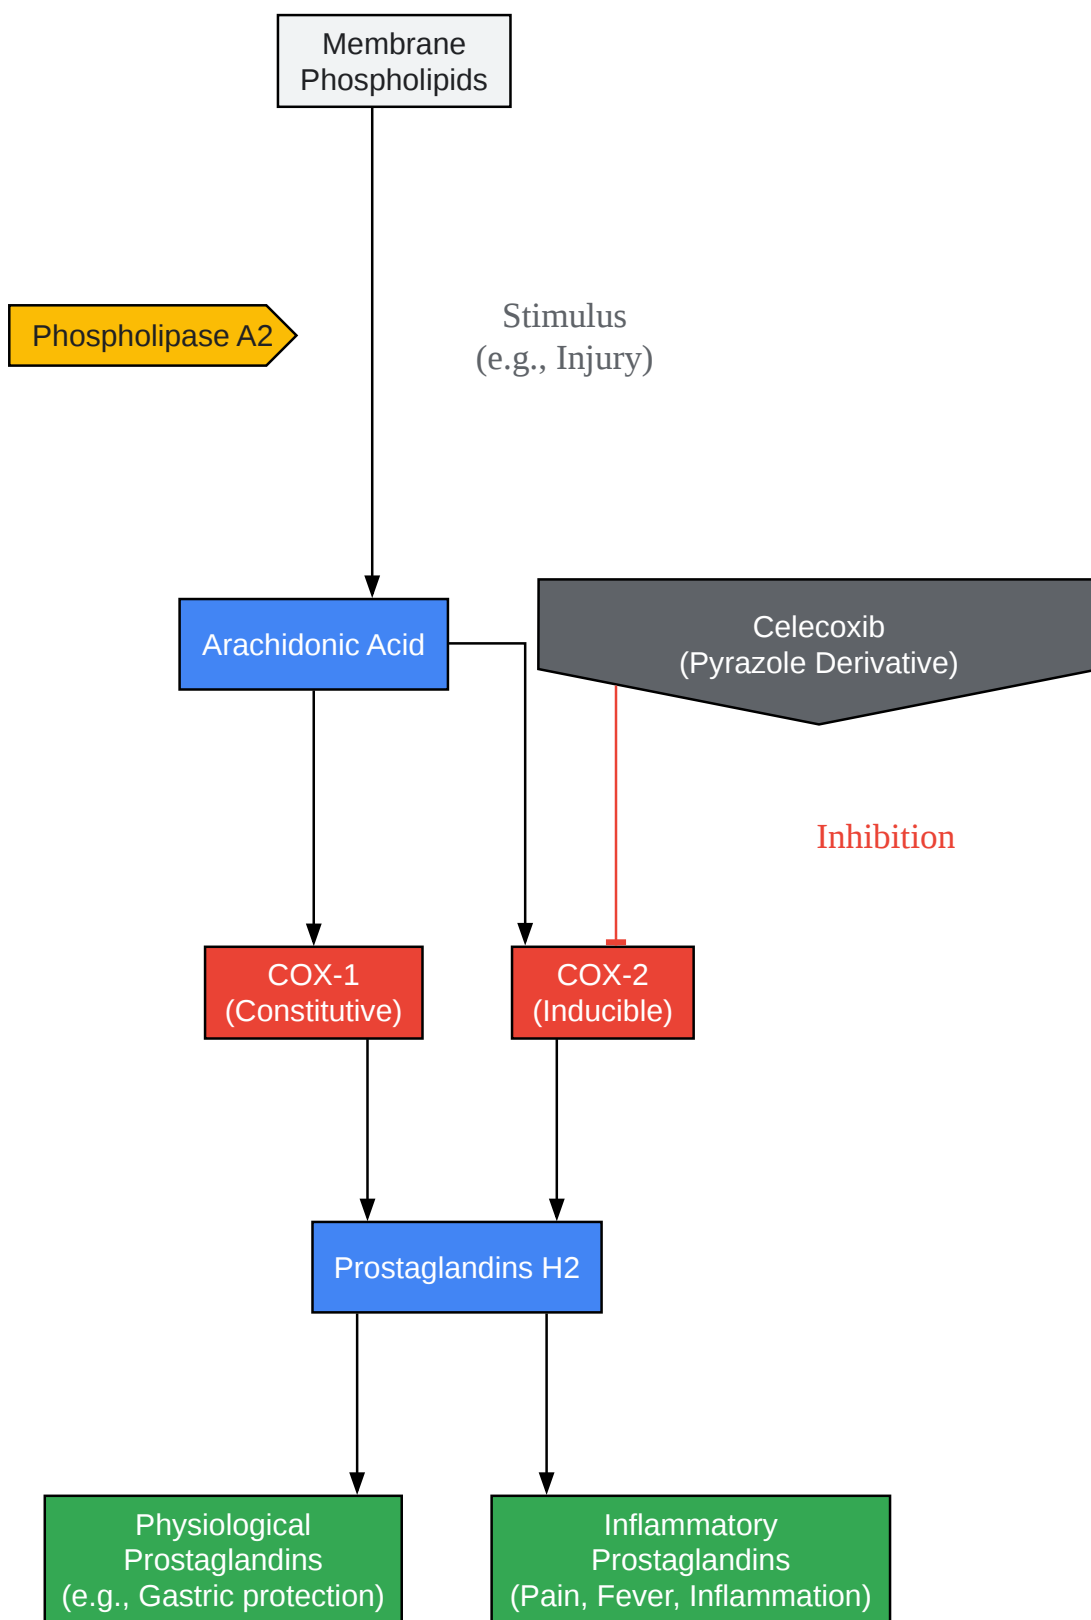 Membrane
Phospholipids
Phospholipase A2
Stimulus
(e.g., Injury)
Arachidonic Acid
Celecoxib
(Pyrazole Derivative)
Inhibition
COX-1
(Constitutive)
COX-2
(Inducible)
Prostaglandins H2
Physiological
Prostaglandins
(e.g., Gastric protection)
Inflammatory
Prostaglandins
(Pain, Fever, Inflammation)